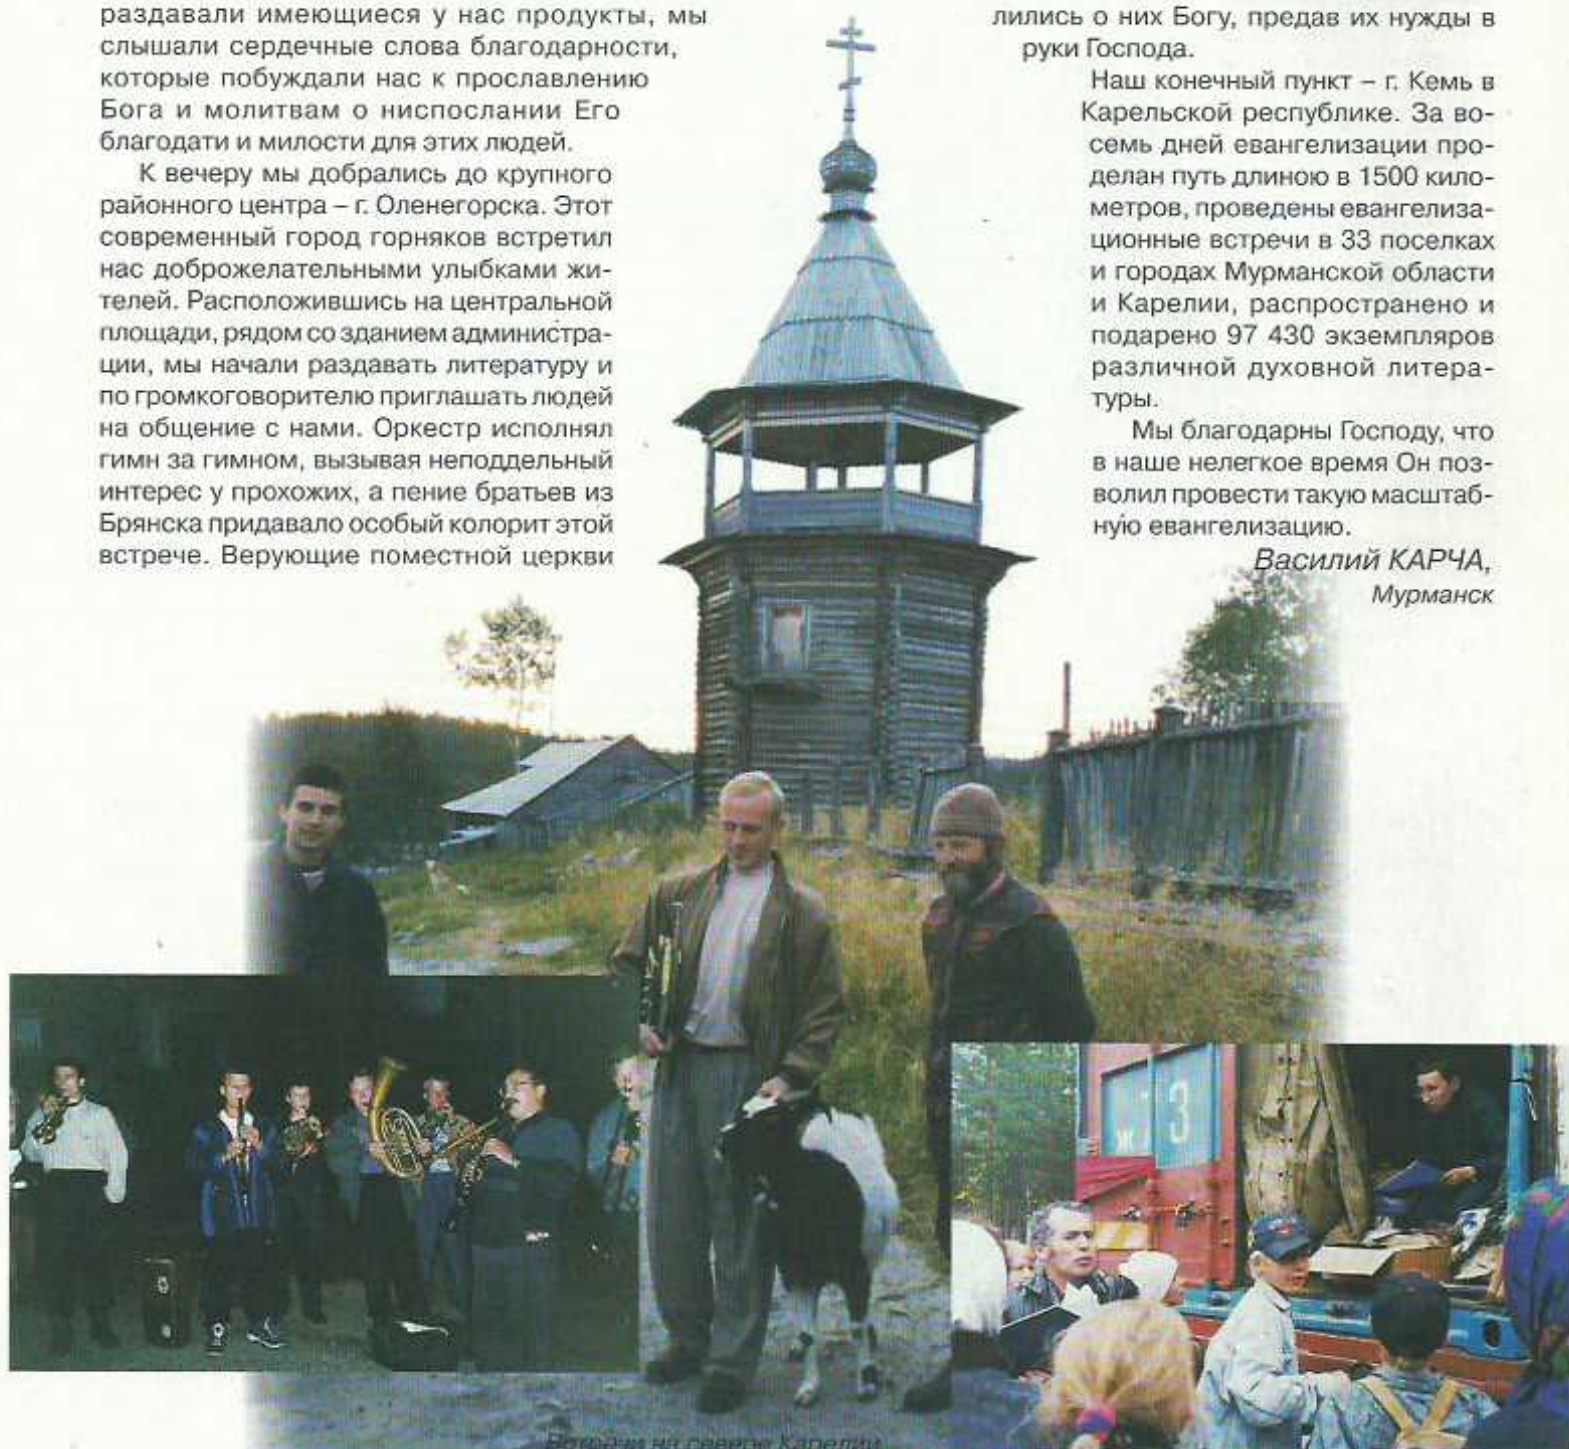 раздавали имеющиеся у нас продукты, мы
слышали сердечные слова благодарности,
которые побуждали нас к прославлению
Бога и молитвам о ниспослании Его
благодати и милости для этих людей.
К вечеру мы добрались до крупного
районного центра – г. Оленегорска. Этот
современный город горняков встретил
нас доброжелательными улыбками жи-
телей. Расположившись на центральной
площади, рядом со зданием администра-
ции, мы начали раздавать литературу и
по громкоговорителю приглашать людей
на общение с нами. Оркестр исполнял
гимн за гимном, вызывая неподдельный
интерес у прохожих, а пение братьев из
Брянска придавало особый колорит этой
встрече. Верующие поместной церкви
лились о них Богу, предав их нужды в
руки Господа.
Наш конечный пункт – г. Кемь в
Карельской республике. За во-
семь дней евангелизации про-
делан путь длиною в 1500 кило-
метров, проведены евангелиза-
ционные встречи в 33 поселках
и городах Мурманской области
и Карелии, распространено и
подарено 97 430 экземпляров
различной духовной литера-
туры.
Мы благодарны Господу, что
в наше нелегкое время Он поз-
волил провести такую масштаб-
ную евангелизацию.
Василий КАРЧА,
Мурманск
З
Встречи на севере Карелии